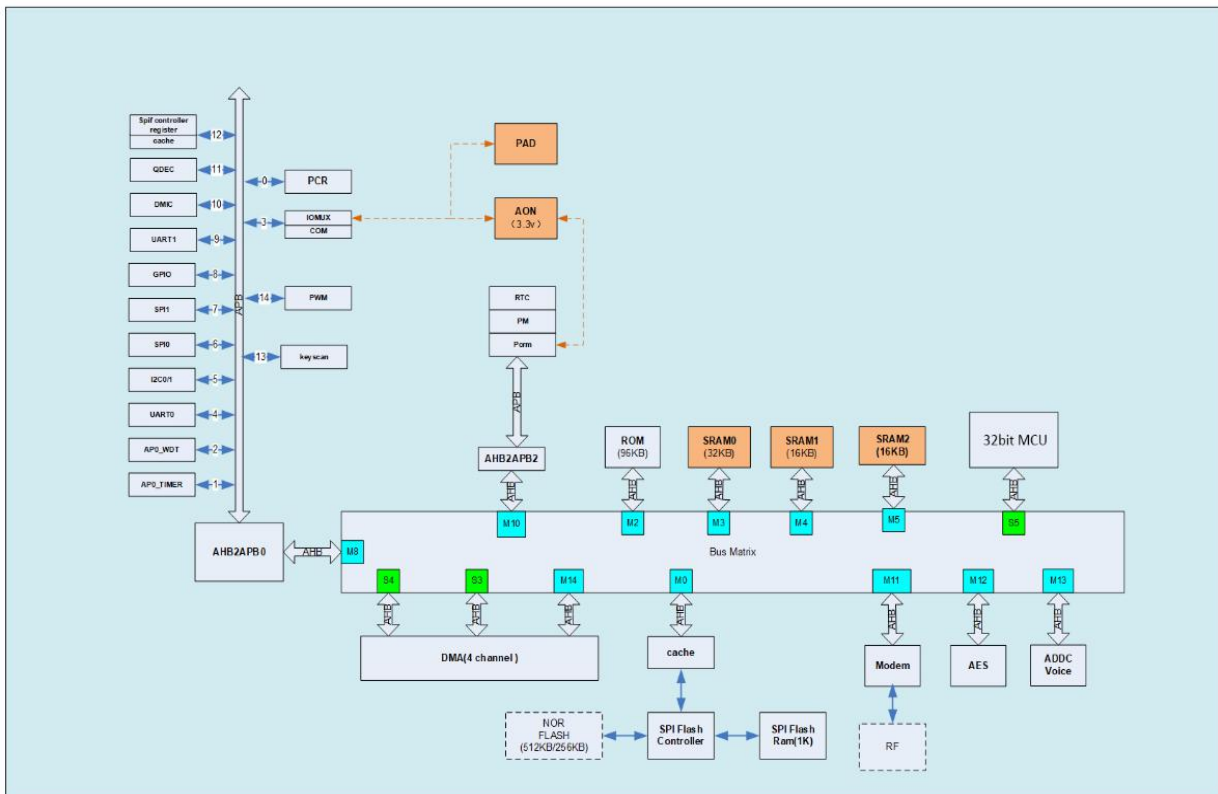 Spif controller
register
cache
12
QDEC
11
DMIC
10
UART1
9
GPIO
8
SPI1
7
SPI0
6
I2C0/1
5
UART0
4
AP0_WDT
2
AP0_TIMER
1
APB
0
PCR
3
IOMUX
COM
14
PWM
13
keyscan
PAD
AON
（3.3v）
RTC
PM
Porm
APB
AHB2APB2
AHB
M10
ROM
(96KB)
AHB
M2
SRAM0
(32KB)
AHB
M3
SRAM1
(16KB)
AHB
M4
SRAM2
(16KB)
AHB
M5
32bit MCU
AHB
S5
AHB2APB0
AHB
M8
Bus Matrix
S4
S3
M14
M0
M11
M12
M13
AHB
AHB
AHB
AHB
AHB
AHB
AHB
DMA(4 channel )
cache
Modem
AES
ADDC
Voice
NOR
FLASH
(512KB/256KB)
SPI Flash
Controller
SPI Flash
Ram(1K)
RF